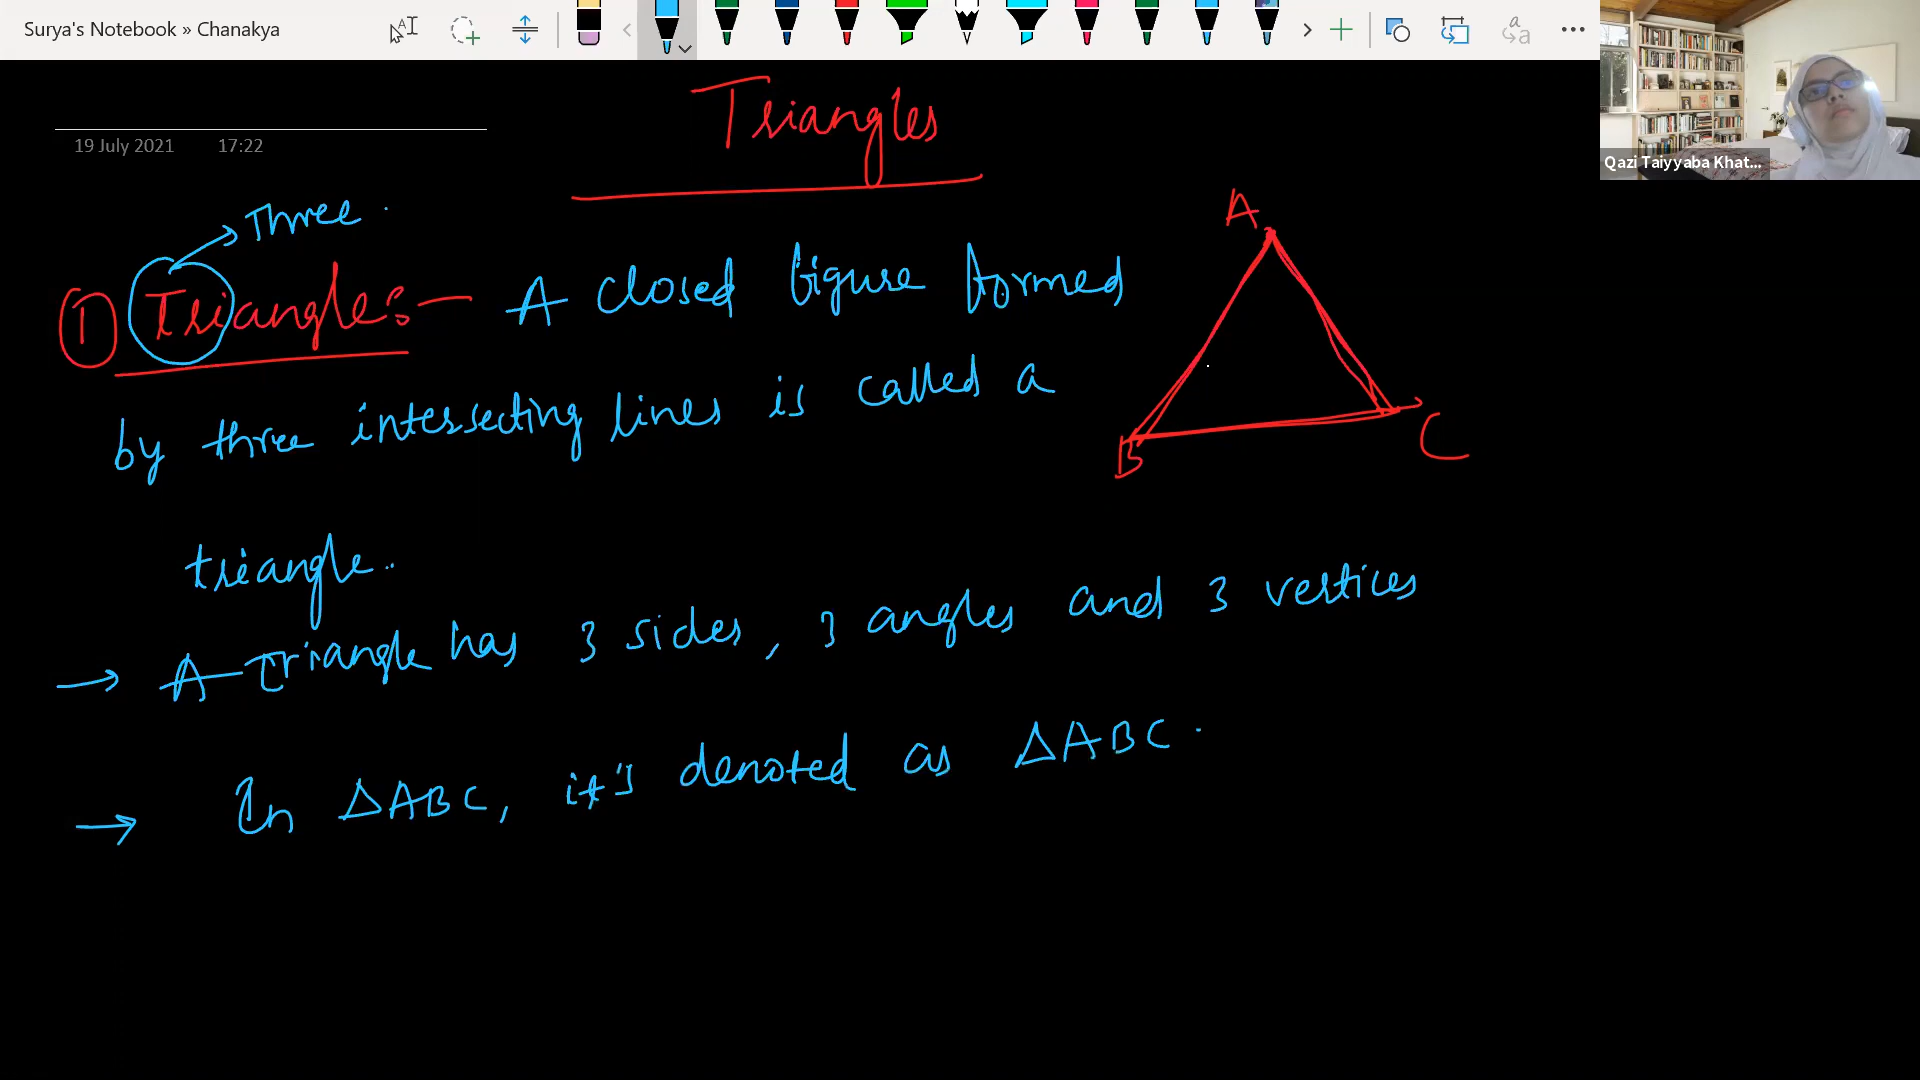 Surya's Notebook » Chanakya
Qazi Taiyyaba Khat...
Triangles
19 July 2021 17:22
Three.
① Triangles — A closed figure formed
by three intersecting lines is called a
triangle..
→ A triangle has 3 sides, 3 angles and 3 vertices
→ In △ABC, it's denoted as △ABC.
A
B
C